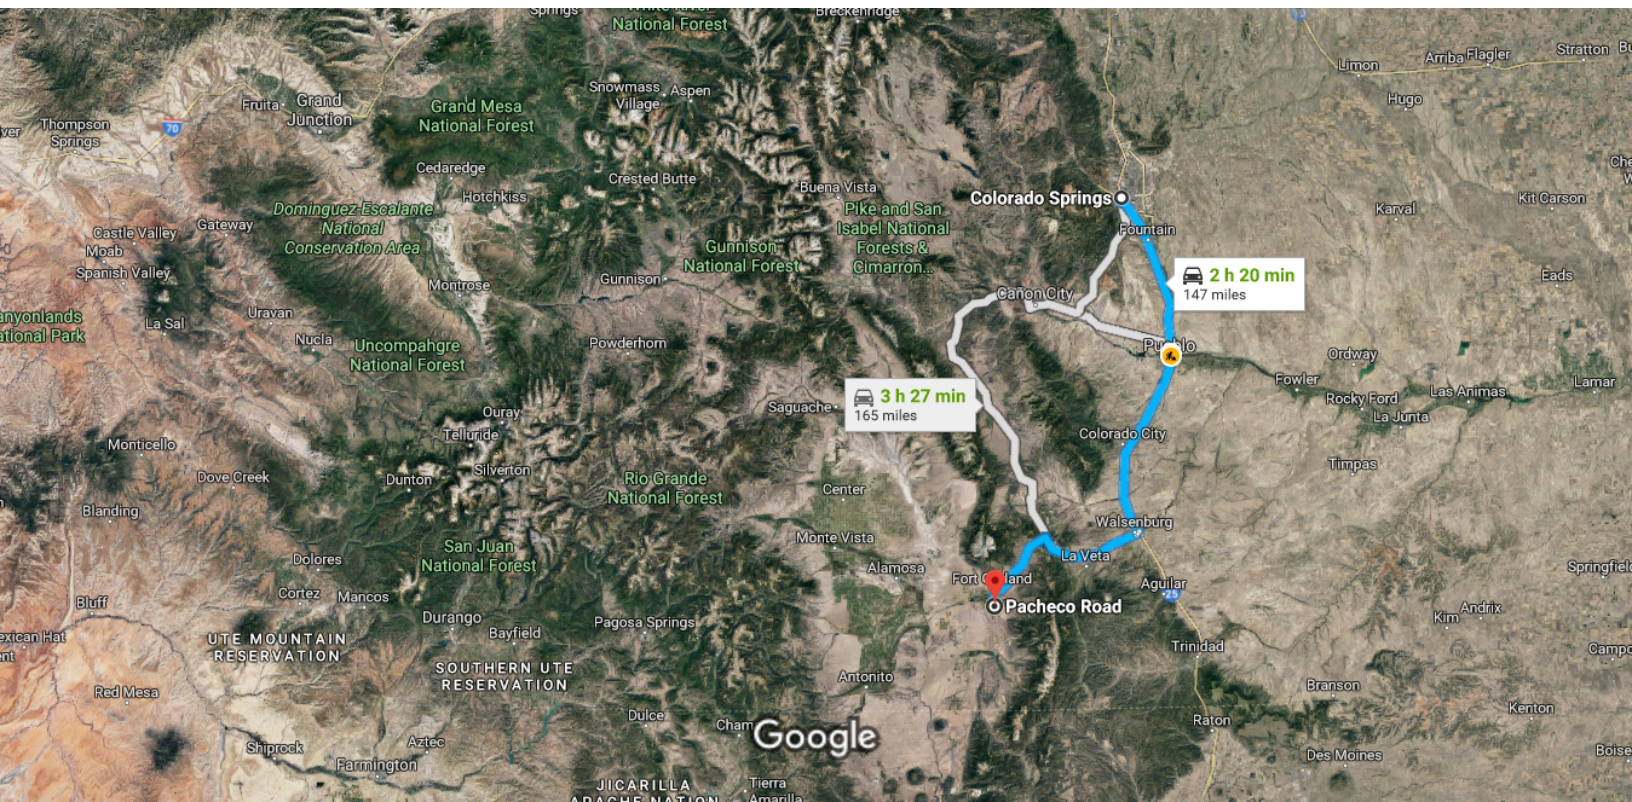 Springs
White River
National Forest
Breckenridge
Limon
Arriba
Flagler
Stratton
Hugo
Snowmass
Village
Aspen
Fruita
Grand
Junction
Grand Mesa
National Forest
Thompson
Springs
70
Cedaredge
Hotchkiss
Crested Butte
Buena Vista
Colorado Springs
Kit Carson
Karval
Dominguez-Escalante
National
Conservation Area
Gateway
Castle Valley
Moab
Spanish Valley
Pike and San
Isabel National
Forests &
Cimarron...
Fountain
Gunnison
National Forest
Gunnison
Montrose
2 h 20 min
147 miles
Eads
Cañon City
Uravan
La Sal
Nucla
Uncompahgre
National Forest
Powderhorn
Ordway
Fowler
Rocky Ford
La Junta
Las Animas
Lamar
3 h 27 min
165 miles
Saguache
Ouray
Telluride
Silverton
Monticello
Dove Creek
Dunton
Rio Grande
National Forest
Colorado City
Timpas
Center
Blanding
Walsenburg
Monte Vista
San Juan
National Forest
La Veta
Dolores
Alamosa
Aguilar
25
Springfield
Cortez
Mancos
Bluff
Pacheco Road
Durango
Bayfield
Pagosa Springs
Kim
Andrix
UTE MOUNTAIN
RESERVATION
SOUTHERN UTE
RESERVATION
Trinidad
Antonito
Branson
Red Mesa
Kenton
Dulce
Raton
Google
Shiprock
Aztec
Farmington
Des Moines
JICARILLA
APACHE NATION
Tierra
Amarilla